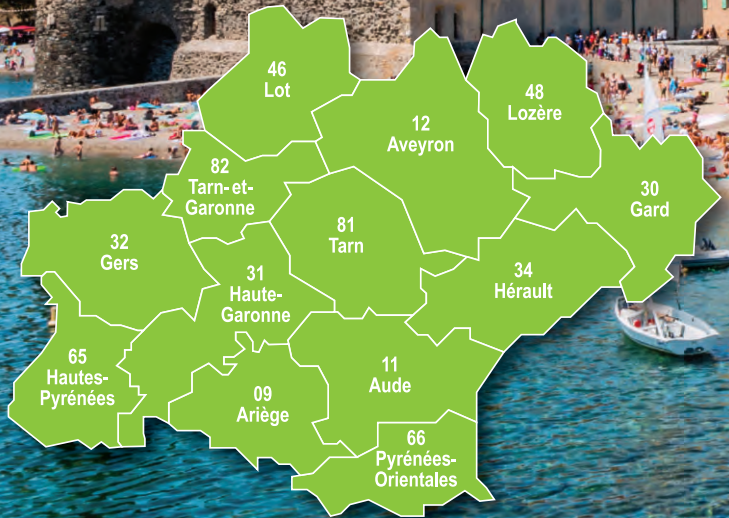 46
Lot
48
Lozère
12
Aveyron
82
Tarn-et-
Garonne
30
Gard
32
Gers
81
Tarn
31
Haute-
Garonne
34
Hérault
65
Hautes-
Pyrénées
11
Aude
09
Ariège
66
Pyrénées-
Orientales